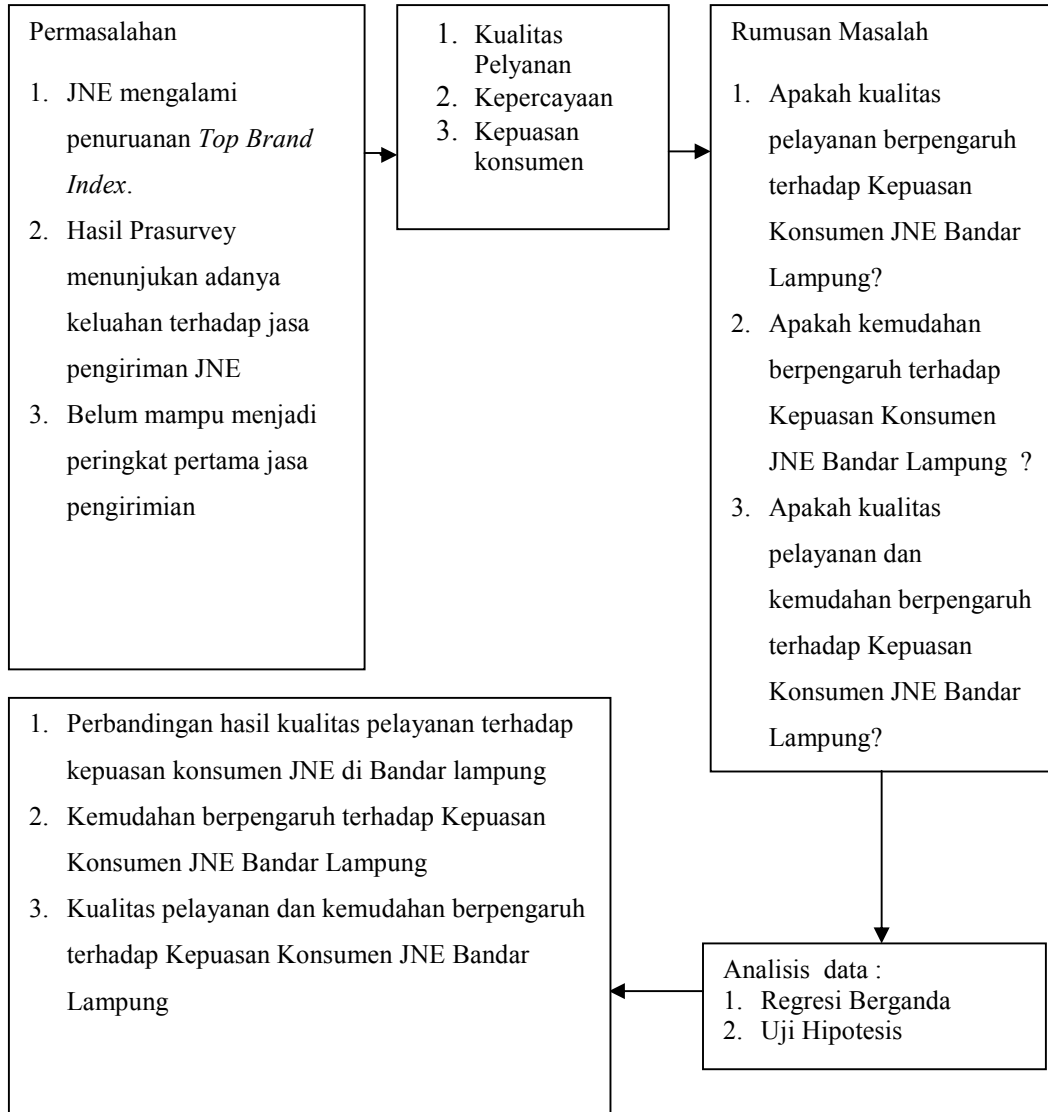 Permasalahan
1. JNE mengalami
penuruanan Top Brand
Index.
2. Hasil Prasurvey
menunjukan adanya
keluahan terhadap jasa
pengiriman JNE
3. Belum mampu menjadi
peringkat pertama jasa
pengirimian
1. Kualitas
Pelyanan
2. Kepercayaan
3. Kepuasan
konsumen
Rumusan Masalah
1. Apakah kualitas
pelayanan berpengaruh
terhadap Kepuasan
Konsumen JNE Bandar
Lampung?
2. Apakah kemudahan
berpengaruh terhadap
Kepuasan Konsumen
JNE Bandar Lampung ?
3. Apakah kualitas
pelayanan dan
kemudahan berpengaruh
terhadap Kepuasan
Konsumen JNE Bandar
Lampung?
Analisis data :
1. Regresi Berganda
2. Uji Hipotesis
1. Perbandingan hasil kualitas pelayanan terhadap
kepuasan konsumen JNE di Bandar lampung
2. Kemudahan berpengaruh terhadap Kepuasan
Konsumen JNE Bandar Lampung
3. Kualitas pelayanan dan kemudahan berpengaruh
terhadap Kepuasan Konsumen JNE Bandar
Lampung